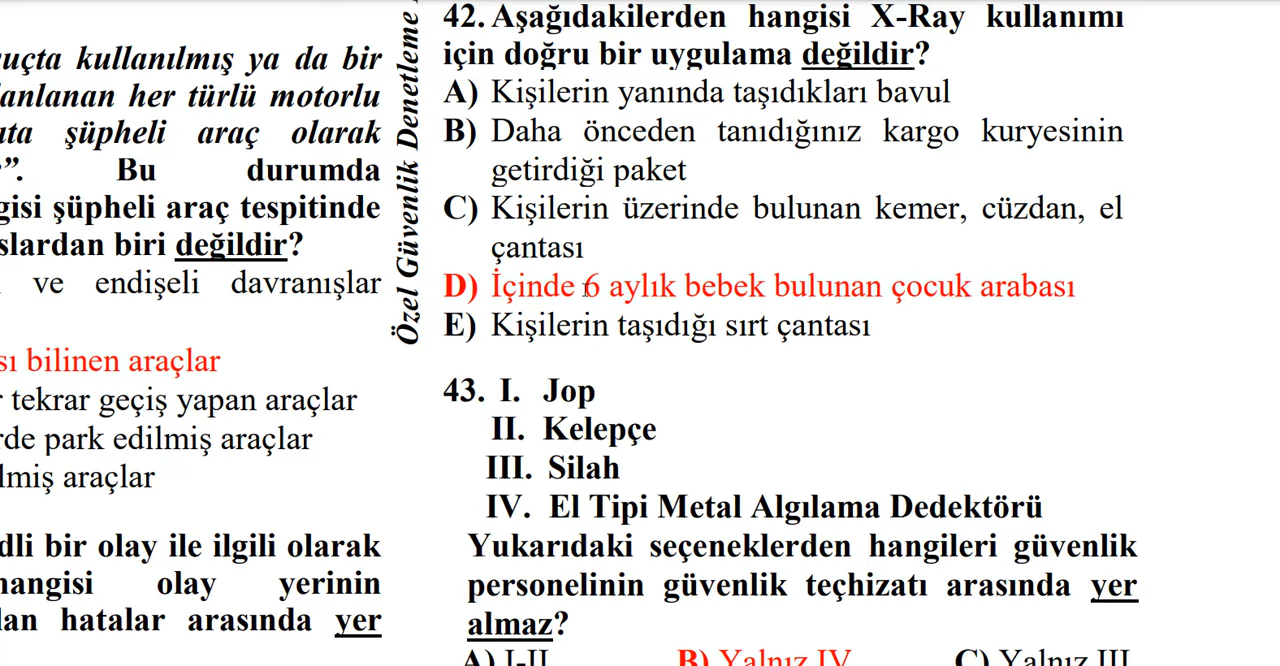 uçta kullanılmış ya da bir
anlanan her türlü motorlu
ata şüpheli araç olarak
”. Bu durumda
gisi şüpheli araç tespitinde
slardan biri değildir?
ve endişeli davranışlar
sı bilinen araçlar
r tekrar geçiş yapan araçlar
rde park edilmiş araçlar
lmiş araçlar
dli bir olay ile ilgili olarak
hangisi olay yerinin
lan hatalar arasında yer
Özel Güvenlik Denetleme
42. Aşağıdakilerden hangisi X-Ray kullanımı
için doğru bir uygulama değildir?
A) Kişilerin yanında taşıdıkları bavul
B) Daha önceden tanıdığınız kargo kuryesinin
getirdiği paket
C) Kişilerin üzerinde bulunan kemer, cüzdan, el
çantası
D) İçinde 6 aylık bebek bulunan çocuk arabası
E) Kişilerin taşıdığı sırt çantası
43. I. Jop
II. Kelepçe
III. Silah
IV. El Tipi Metal Algılama Dedektörü
Yukarıdaki seçeneklerden hangileri güvenlik
personelinin güvenlik teçhizatı arasında yer
almaz?
A) I-II B) Yalnız IV C) Yalnız III